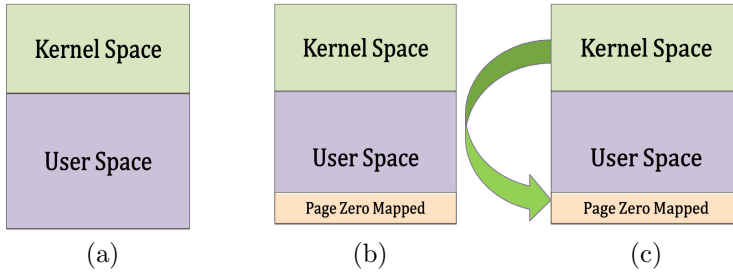 Kernel Space
User Space
(a)
Kernel Space
User Space
Page Zero Mapped
(b)
Kernel Space
User Space
Page Zero Mapped
(c)